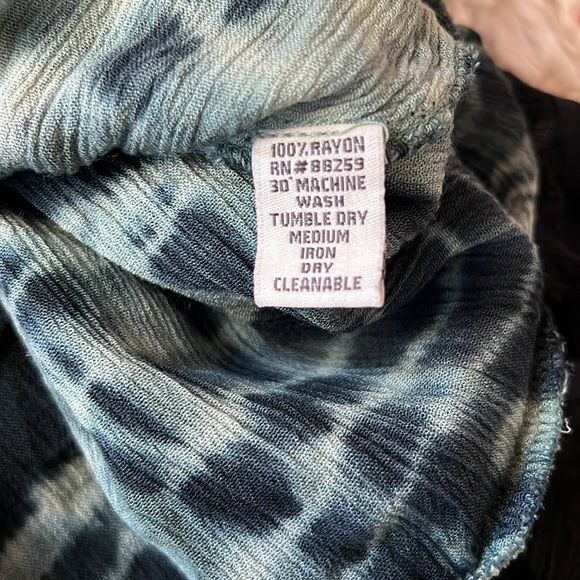 100% RAYON
RN#88259
30° MACHINE
WASH
TUMBLE DRY
MEDIUM
IRON
DRY
CLEANABLE